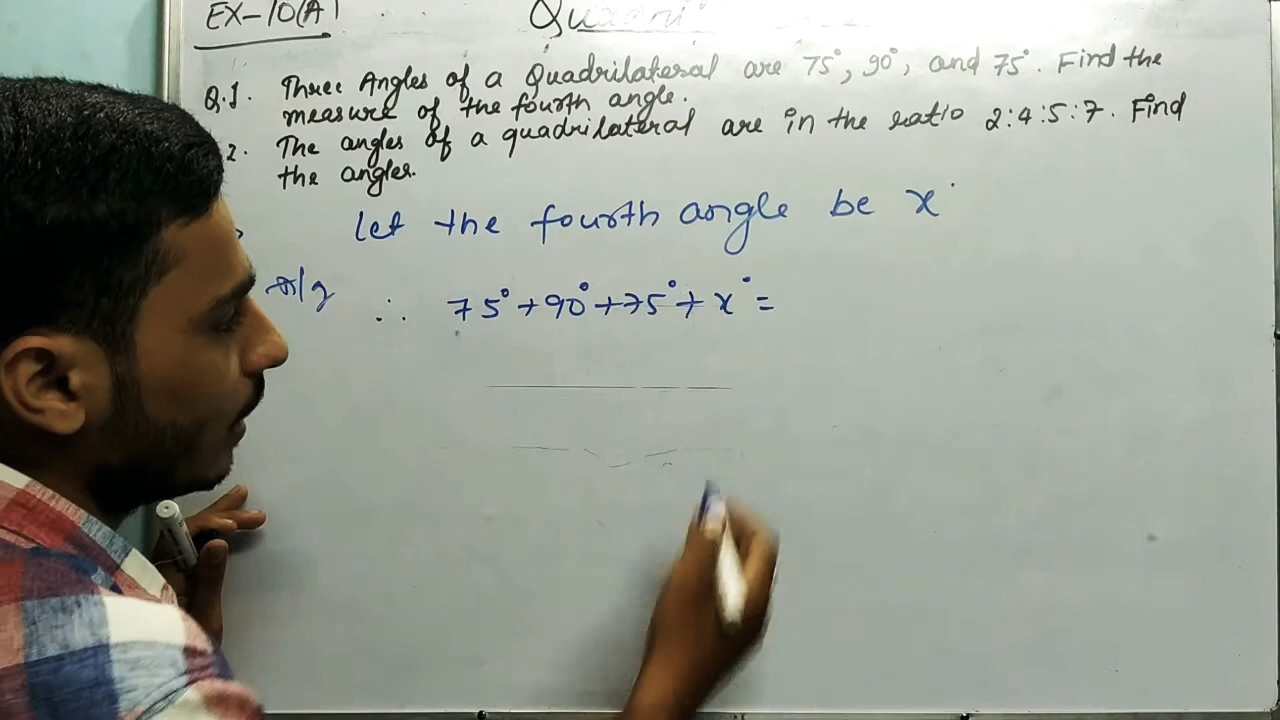 EX-10(A)
Q.1. Three Angles of a Quadrilateral are 75°, 90°, and 75°. Find the
measure of the fourth angle.
2. The angles of a quadrilateral are in the ratio 2:4:5:7. Find
the angles.
Let the fourth angle be x°
A/q ∴ 75°+90°+75°+x°=